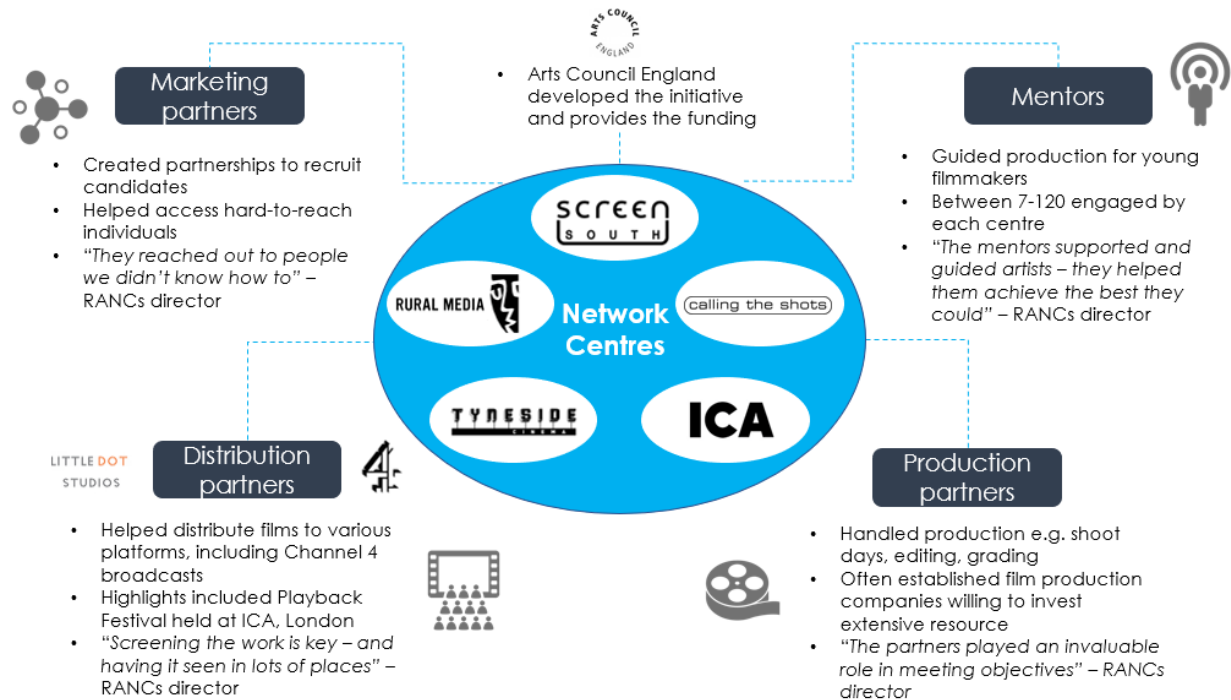 ARTS COUNCIL
ENGLAND
• Arts Council England
developed the initiative
and provides the funding
Marketing
partners
• Created partnerships to recruit
candidates
• Helped access hard-to-reach
individuals
• “They reached out to people
we didn’t know how to” –
RANCs director
Mentors
• Guided production for young
filmmakers
• Between 7-120 engaged by
each centre
• “The mentors supported and
guided artists – they helped
them achieve the best they
could” – RANCs director
screen
SOUTH
RURAL MEDIA
calling the shots
Network
Centres
TYNESIDE
CINEMA
ICA
LITTLE DOT
STUDIOS
Distribution
partners
4
• Helped distribute films to various
platforms, including Channel 4
broadcasts
• Highlights included Playback
Festival held at ICA, London
• “Screening the work is key – and
having it seen in lots of places” –
RANCs director
Production
partners
• Handled production e.g. shoot
days, editing, grading
• Often established film production
companies willing to invest
extensive resource
• “The partners played an invaluable
role in meeting objectives” – RANCs
director